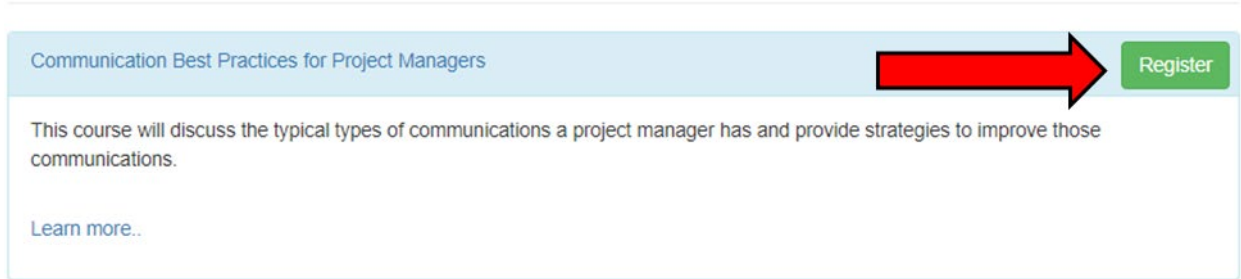 Communication Best Practices for Project Managers
Register
This course will discuss the typical types of communications a project manager has and provide strategies to improve those
communications.
Learn more..